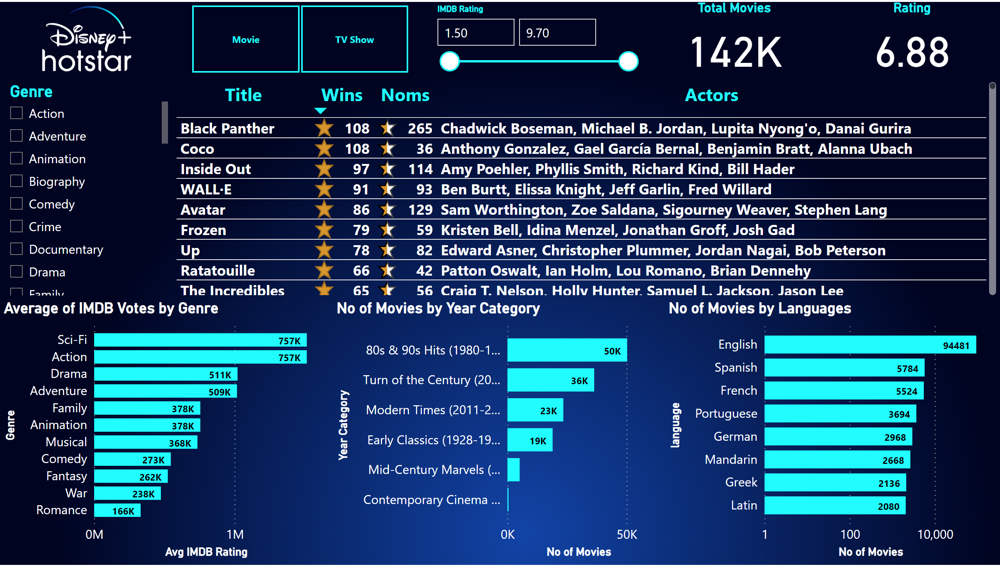 Disney+
hotstar
Movie
TV Show
IMDB Rating
1.50
9.70
Total Movies
142K
Rating
6.88
Genre
Action
Adventure
Animation
Biography
Comedy
Crime
Documentary
Drama
Family
Title Wins Noms Actors
Black Panther 108 265 Chadwick Boseman, Michael B. Jordan, Lupita Nyong'o, Danai Gurira
Coco 108 36 Anthony Gonzalez, Gael García Bernal, Benjamin Bratt, Alanna Ubach
Inside Out 97 114 Amy Poehler, Phyllis Smith, Richard Kind, Bill Hader
WALL·E 91 93 Ben Burtt, Elissa Knight, Jeff Garlin, Fred Willard
Avatar 86 129 Sam Worthington, Zoe Saldana, Sigourney Weaver, Stephen Lang
Frozen 79 59 Kristen Bell, Idina Menzel, Jonathan Groff, Josh Gad
Up 78 82 Edward Asner, Christopher Plummer, Jordan Nagai, Bob Peterson
Ratatouille 66 42 Patton Oswalt, Ian Holm, Lou Romano, Brian Dennehy
The Incredibles 65 56 Craig T. Nelson, Holly Hunter, Samuel L. Jackson, Jason Lee
Average of IMDB Votes by Genre
Genre
Sci-Fi 757K
Action 757K
Drama 511K
Adventure 509K
Family 378K
Animation 378K
Musical 368K
Comedy 273K
Fantasy 262K
War 238K
Romance 166K
0M 1M
Avg IMDB Rating
No of Movies by Year Category
Year Category
80s & 90s Hits (1980-1... 50K
Turn of the Century (20... 36K
Modern Times (2011-2... 23K
Early Classics (1928-19... 19K
Mid-Century Marvels (...
Contemporary Cinema ...
0K 50K
No of Movies
No of Movies by Languages
language
English 94481
Spanish 5784
French 5524
Portuguese 3694
German 2968
Mandarin 2668
Greek 2136
Latin 2080
1 100 10,000
No of Movies